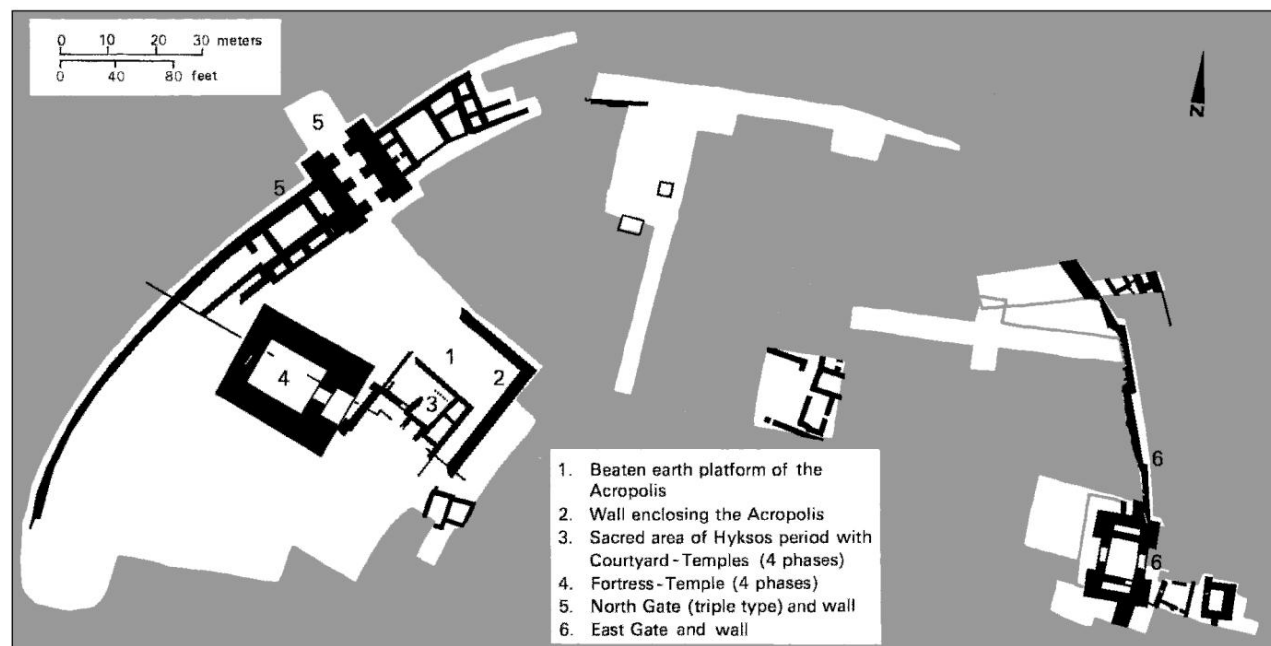 0 10 20 30 meters
0 40 80 feet
5
5
N
1
2
4
3
6
6
1. Beaten earth platform of the
Acropolis
2. Wall enclosing the Acropolis
3. Sacred area of Hyksos period with
Courtyard - Temples (4 phases)
4. Fortress - Temple (4 phases)
5. North Gate (triple type) and wall
6. East Gate and wall